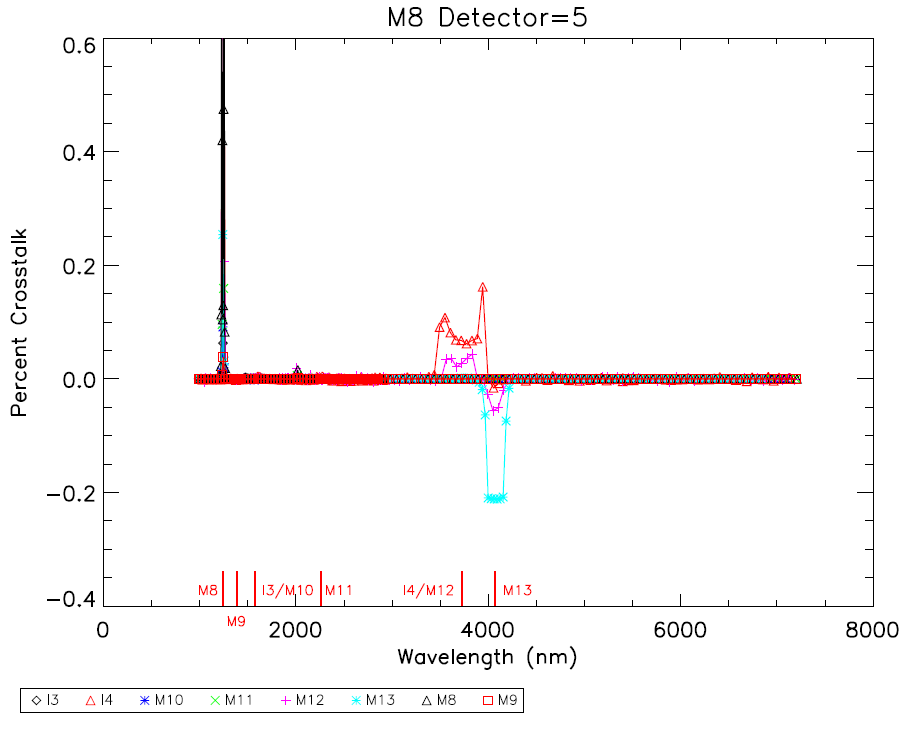 M8 Detector=5
0.6
0.4
0.2
0.0
−0.2
−0.4
Percent Crosstalk
M8 I3/M10 M11 I4/M12 M13
M9
0 2000 4000 6000 8000
Wavelength (nm)
I3 I4 M10 M11 M12 M13 M8 M9